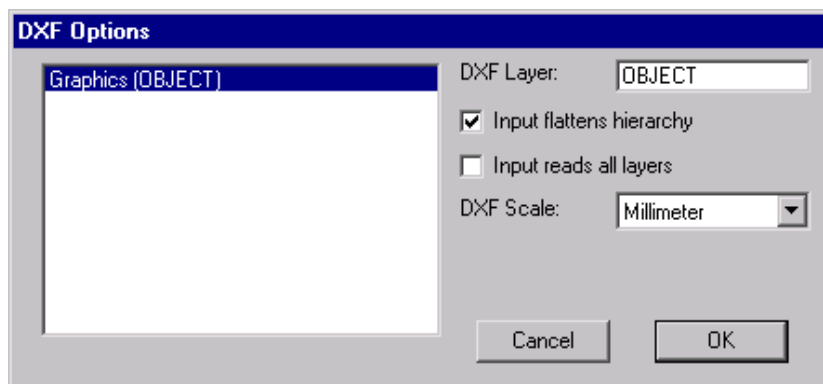 DXF Options
Graphics (OBJECT)
DXF Layer: OBJECT
Input flattens hierarchy
Input reads all layers
DXF Scale: Millimeter
Cancel OK